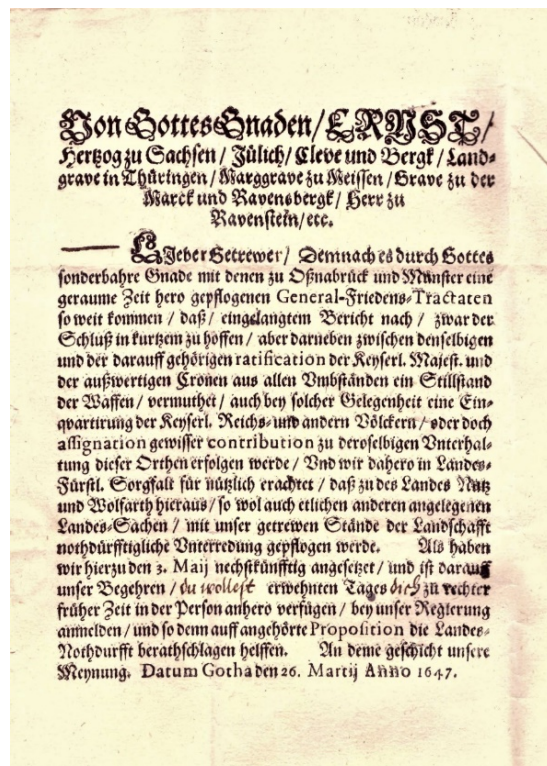 Von Gottes Gnaden / ERNST /
Hertzog zu Sachsen / Jülich / Cleve und Bergk / Land-
grave in Thüringen / Marggrave zu Meissen / Grave zu der
Marck und Ravensbergk / Herr zu
Ravenstein / etc.
LIeber Getrewer / Demnach es durch Gottes
sonderbahre Gnade mit denen zu Oßnabrück und Münster eine
geraume Zeit hero gepflogenen General-Friedens-Tractaten
so weit kommen / daß / eingelangtem Bericht nach / zwar der
Schluß in kurtzem zu hoffen / aber darneben zwischen denselbigen
und der darauff gehörigen ratification der Keyserl. Majest. und
der außwertigen Cronen aus allen Vmbständen ein Stillstand
der Waffen / vermuthet / auch bey solcher Gelegenheit eine Ein-
qvartirung der Keyserl. Reichs- und andern Völckern / oder doch
assignation gewisser contribution zu deroselbigen Vnterhal-
tung dieser Orthen erfolgen werde / Vnd wir dahero in Landes-
Fürstl. Sorgfalt für nützlich erachtet / daß zu des Landes Nutz
und Wolfarth hieraus / so wol auch etlichen anderen angelegenen
Landes-Sachen / mit unser getrewen Stände der Landschafft
nothdürfftigliche Vnterredung gepflogen werde. Als haben
wir hierzu den 3. Maij nechstkünfftig angesetzet / und ist darauff
unser Begehren / du wollest erwehnten Tages dich zu rechter
früher Zeit in der Person anhero verfügen / bey unser Regierung
anmelden / und so denn auff angehörte Proposition die Landes-
Nothdurfft berathschlagen helffen. An deme geschicht unsere
Meynung. Datum Gotha den 26. Martij Anno 1647.